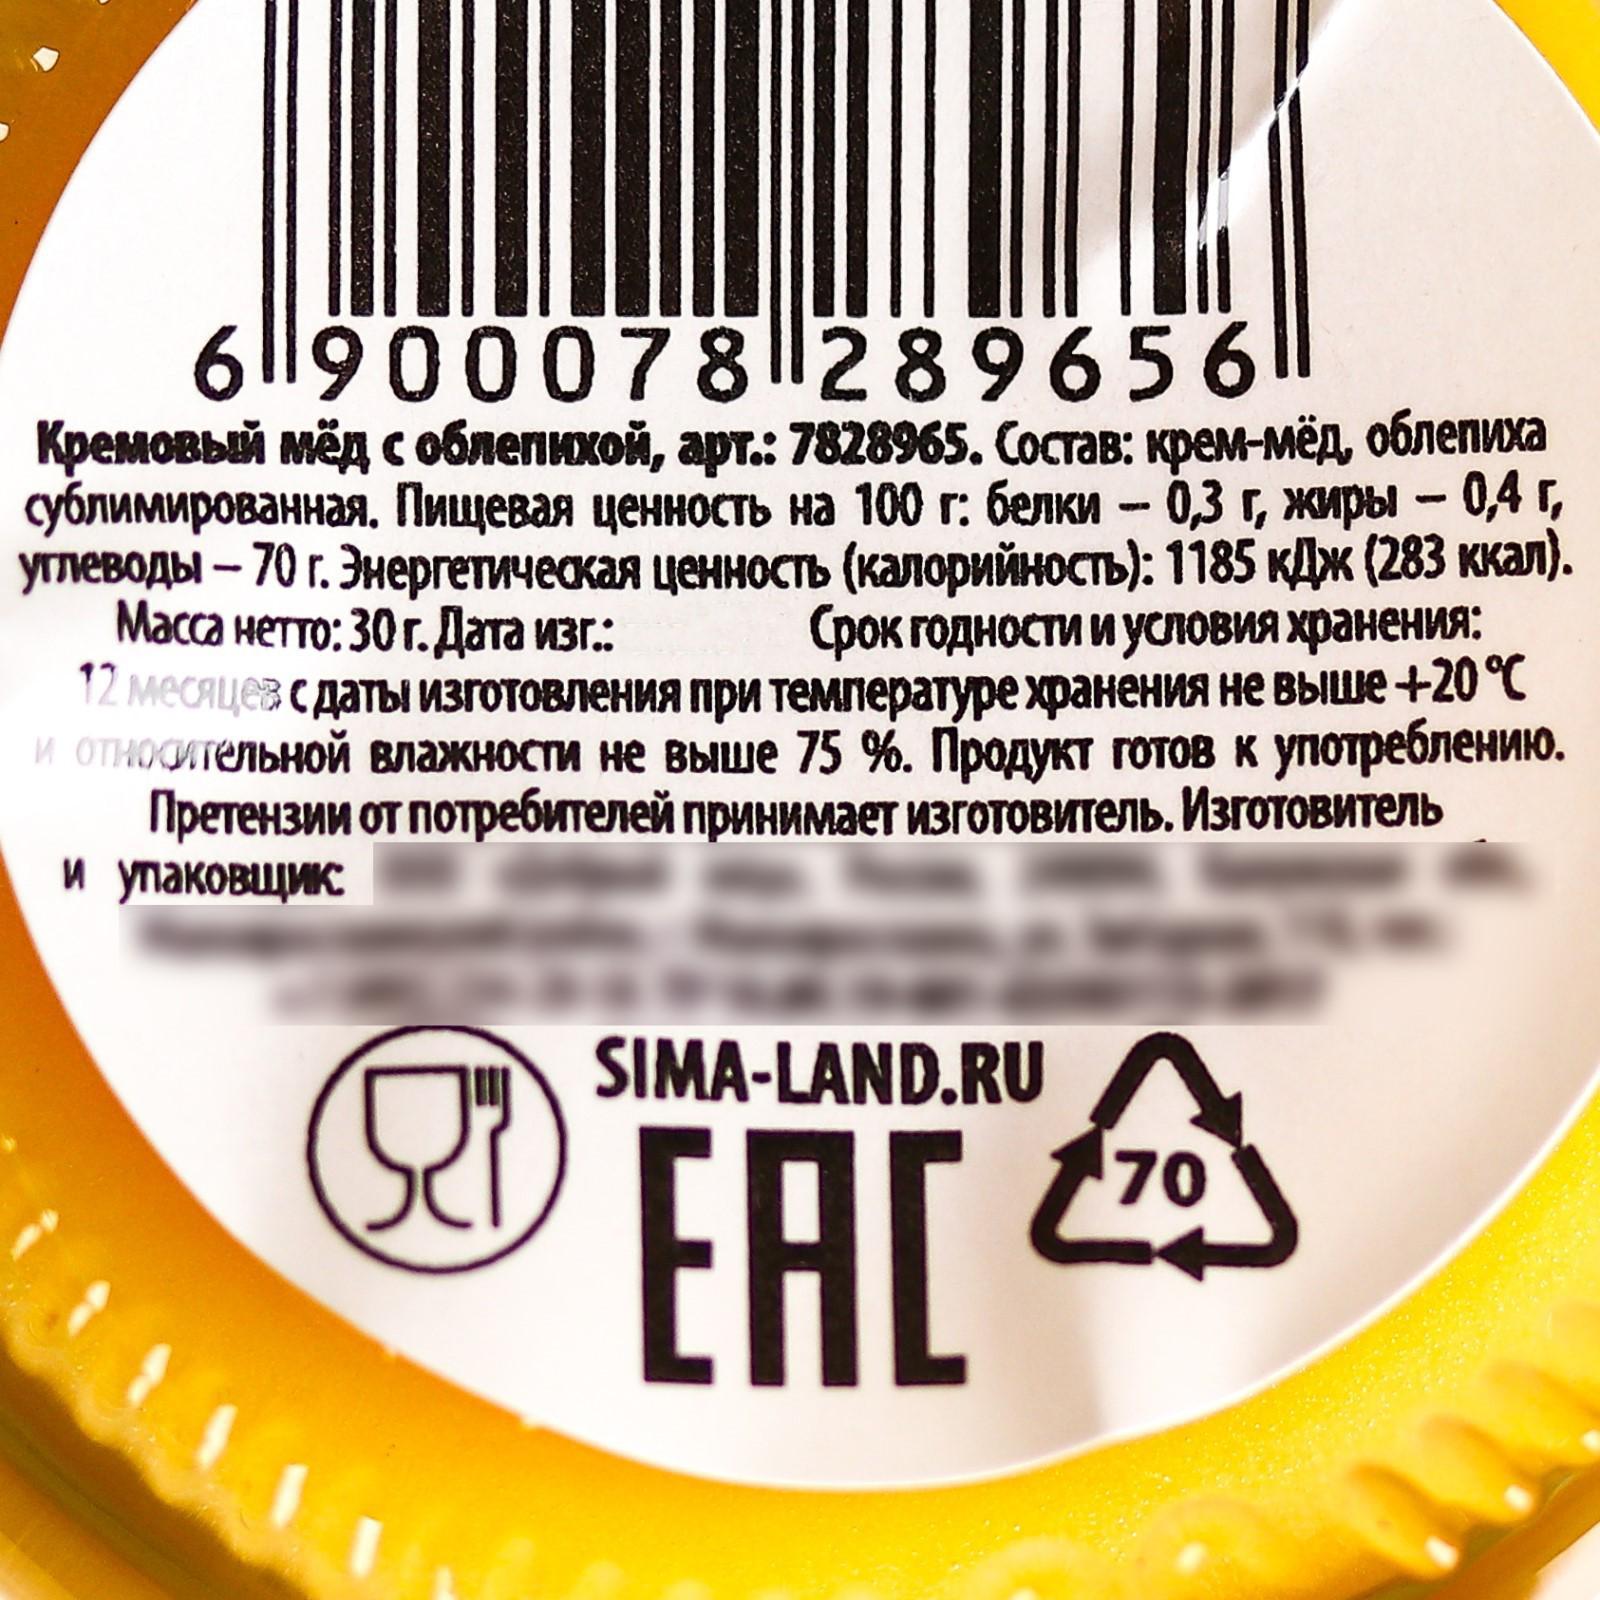 6 900078 289656
Кремовый мёд с облепихой, арт.: 7828965. Состав: крем-мёд, облепиха
сублимированная. Пищевая ценность на 100 г: белки – 0,3 г, жиры – 0,4 г,
углеводы – 70 г. Энергетическая ценность (калорийность): 1185 кДж (283 ккал).
Масса нетто: 30 г. Дата изг.: Срок годности и условия хранения:
12 месяцев с даты изготовления при температуре хранения не выше +20 °С
и относительной влажности не выше 75 %. Продукт готов к употреблению.
Претензии от потребителей принимает изготовитель. Изготовитель
и упаковщик:
SIMA-LAND.RU
EAC
70